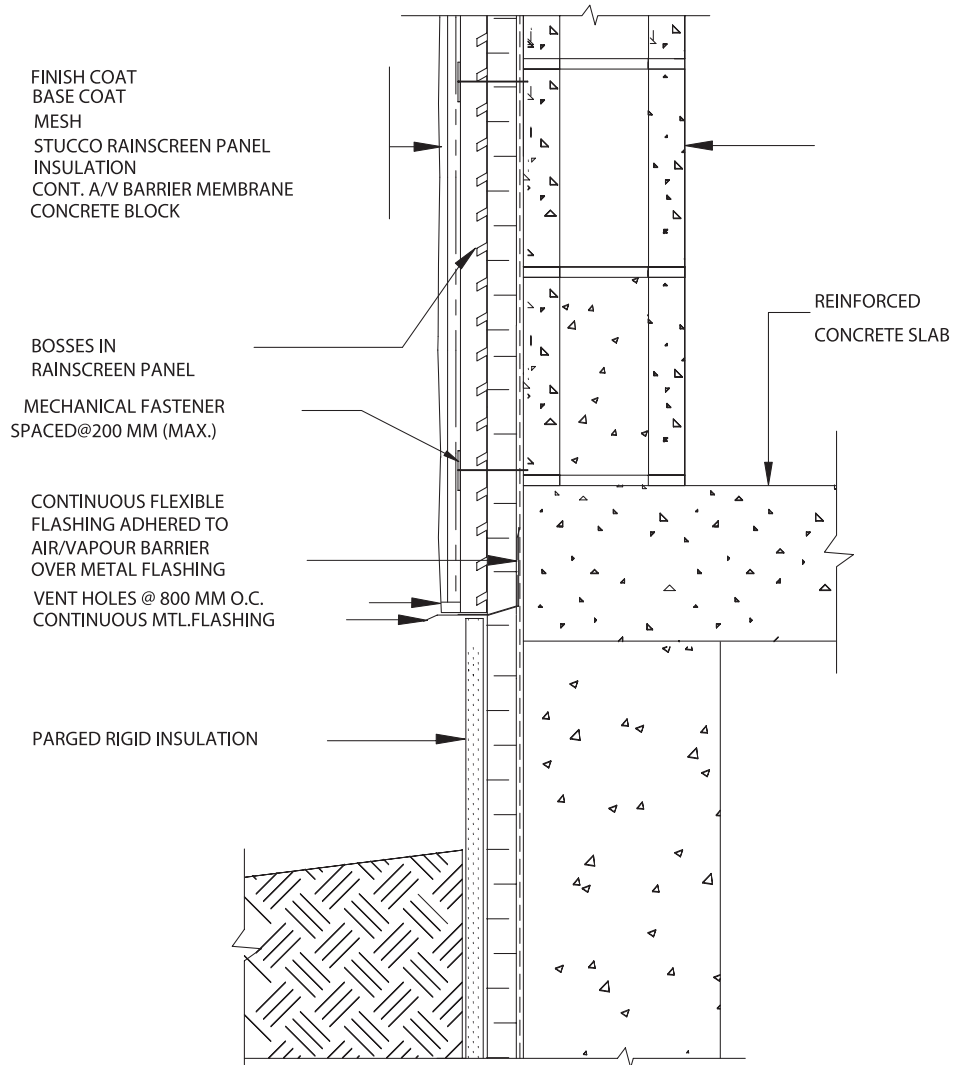 FINISH COAT
BASE COAT
MESH
STUCCO RAINSCREEN PANEL
INSULATION
CONT. A/V BARRIER MEMBRANE
CONCRETE BLOCK
REINFORCED
CONCRETE SLAB
BOSSES IN
RAINSCREEN PANEL
MECHANICAL FASTENER
SPACED@200 MM (MAX.)
CONTINUOUS FLEXIBLE
FLASHING ADHERED TO
AIR/VAPOUR BARRIER
OVER METAL FLASHING
VENT HOLES @ 800 MM O.C.
CONTINUOUS MTL.FLASHING
PARGED RIGID INSULATION